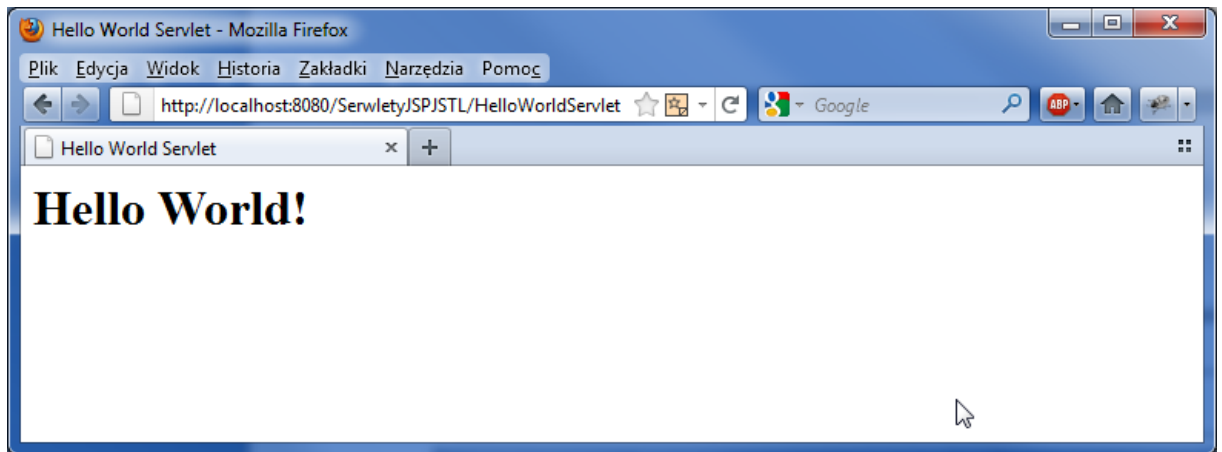 Hello World Servlet - Mozilla Firefox
Plik Edycja Widok Historia Zakładki Narzędzia Pomoc
http://localhost:8080/SerwletyJSPJSTL/HelloWorldServlet Google ABP
Hello World Servlet
Hello World!